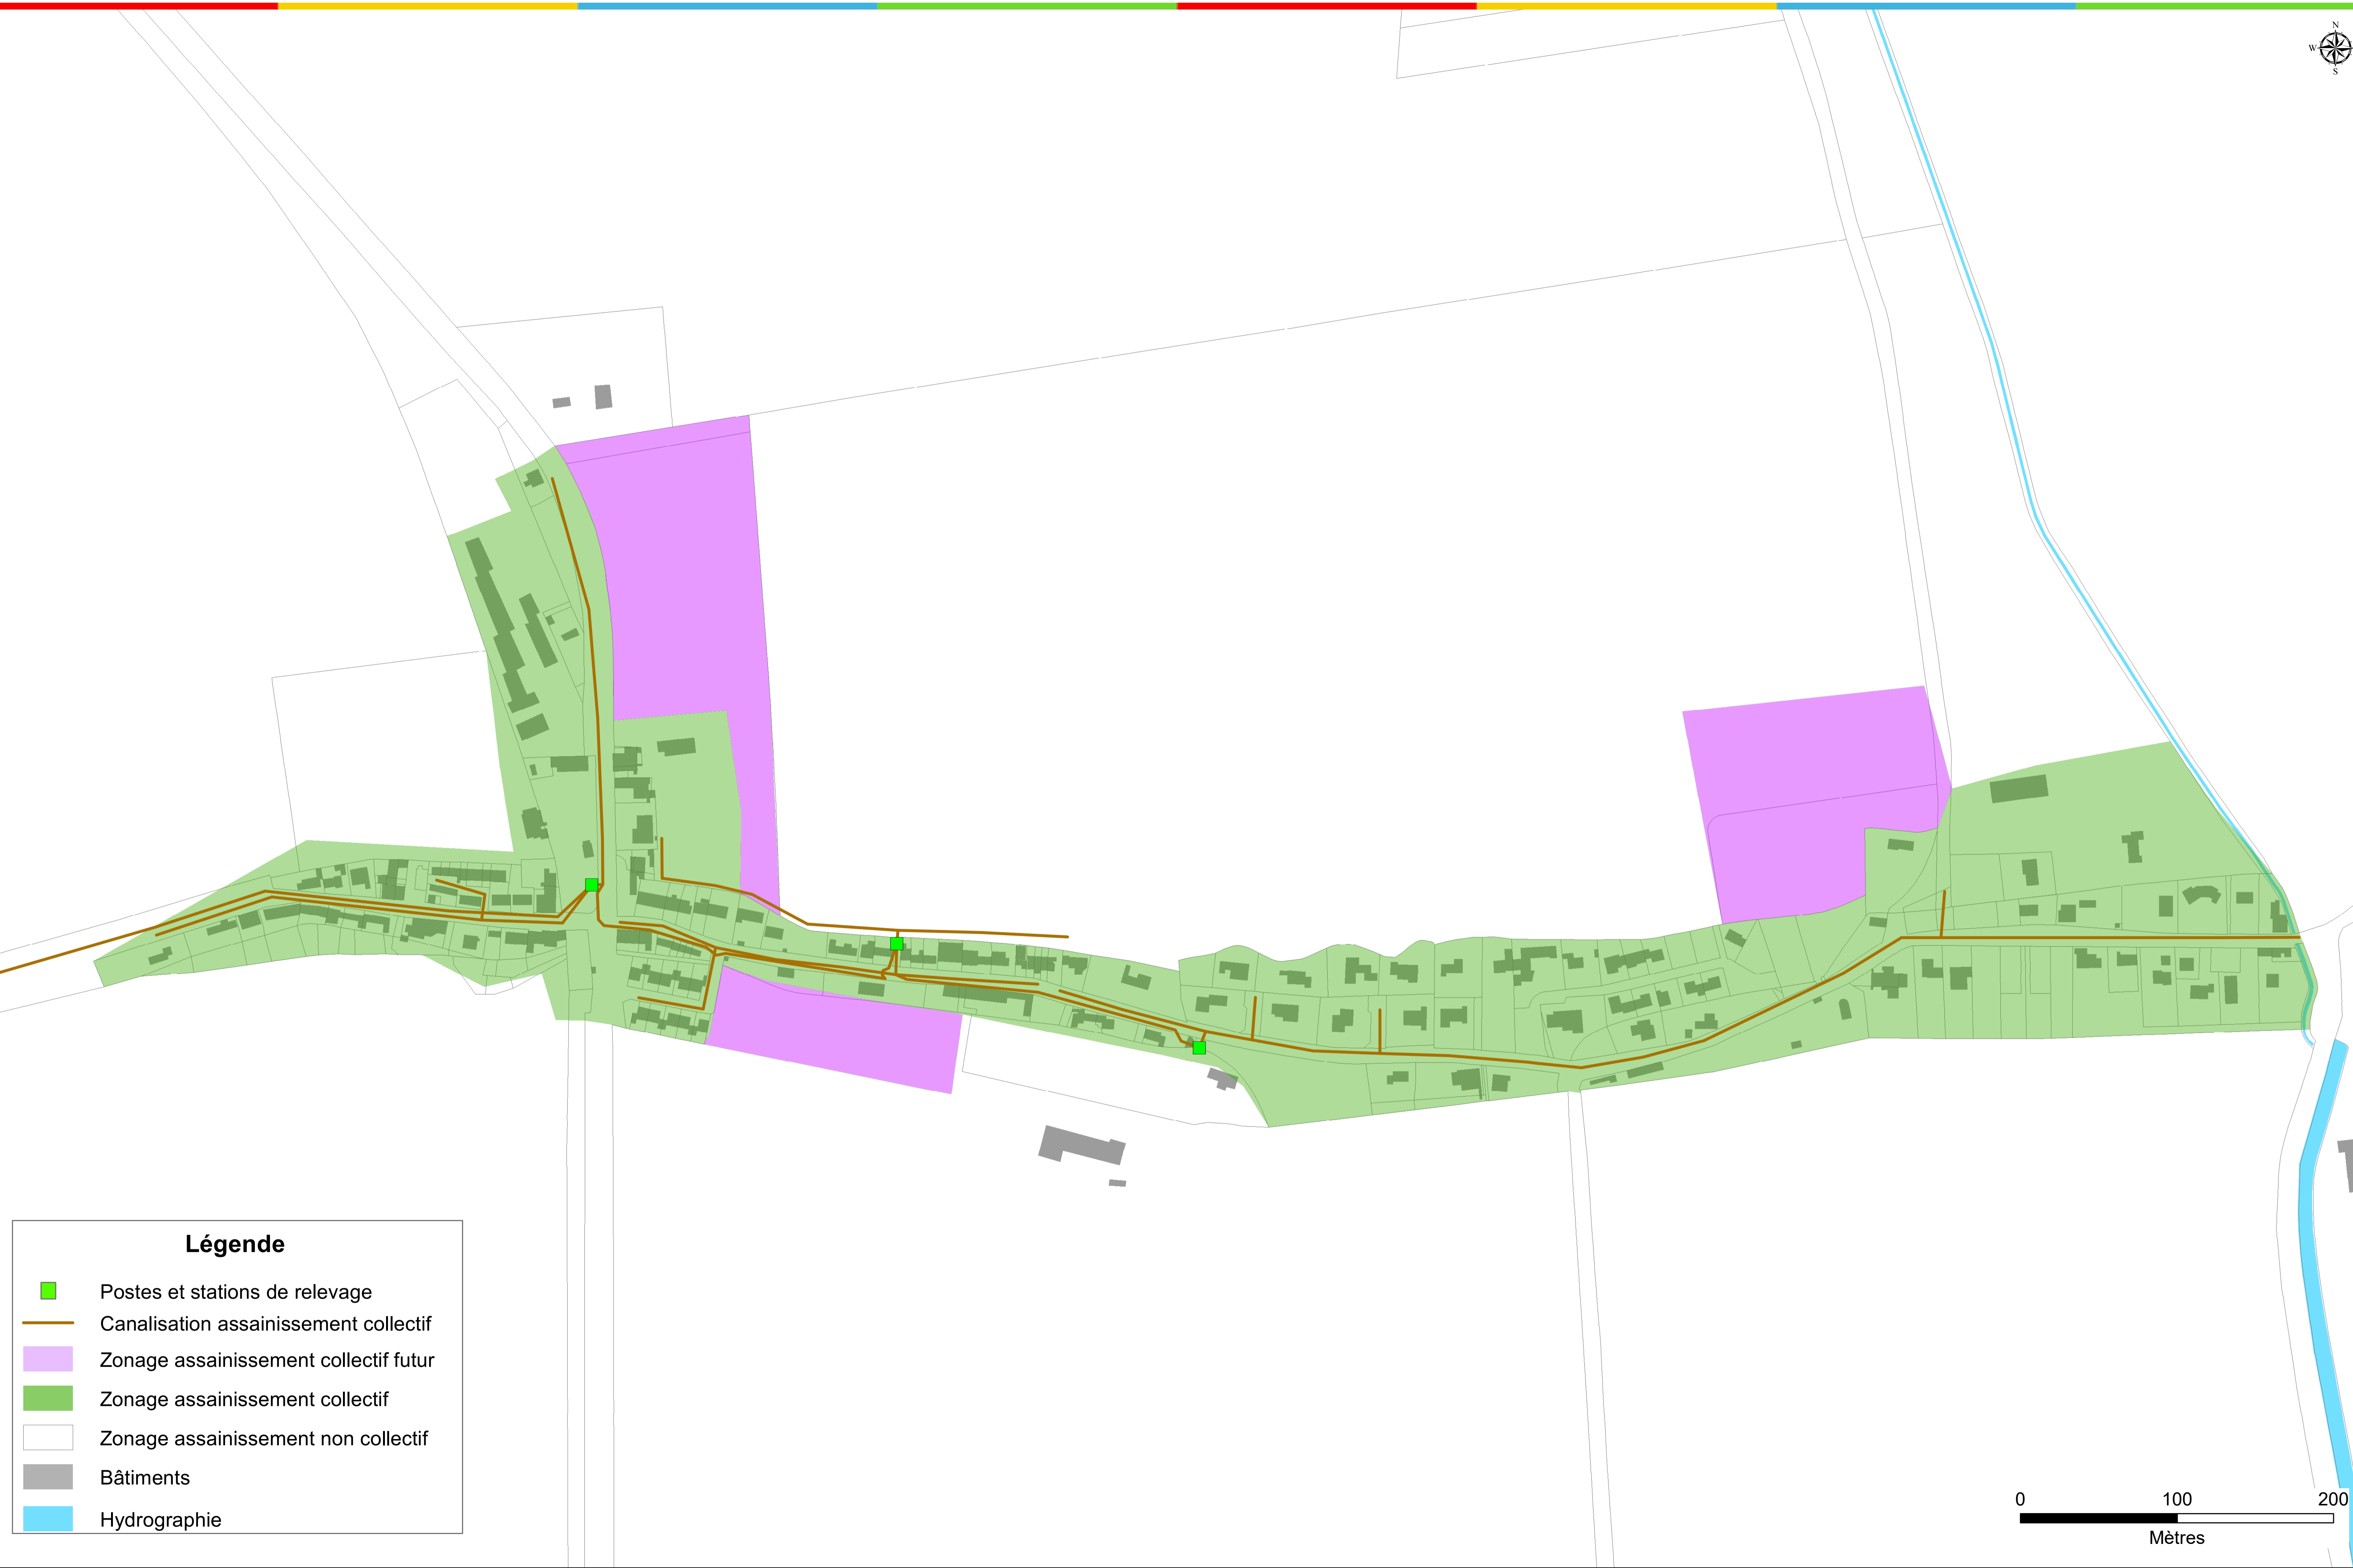 N
W
S
Légende
Postes et stations de relevage
Canalisation assainissement collectif
Zonage assainissement collectif futur
Zonage assainissement collectif
Zonage assainissement non collectif
Bâtiments
Hydrographie
0 100 200
Mètres